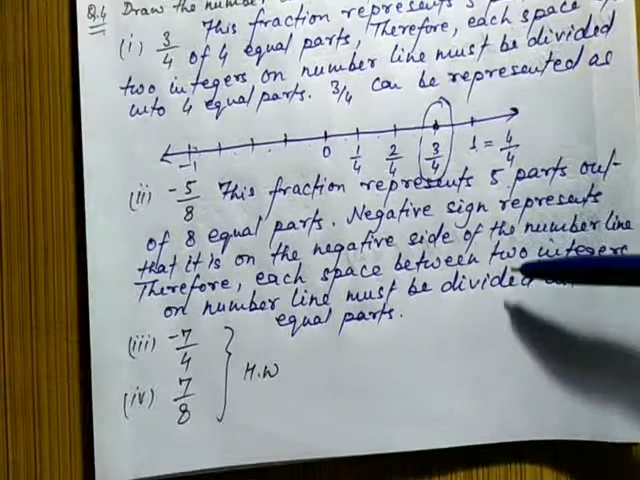 Q.4 Draw the number
This fraction represents 3
(i) 3/4 of 4 equal parts, Therefore, each space
two integers on number line must be divided
into 4 equal parts. 3/4 can be represented as
-1 0 1/4 2/4 3/4 1 = 4/4
(ii) -5/8 This fraction represents 5 parts out-
of 8 equal parts. Negative sign represents
that it is on the negative side of the number line
Therefore, each space between two integers
on number line must be divided
equal parts.
(iii) -7/4
(iv) 7/8
H.W